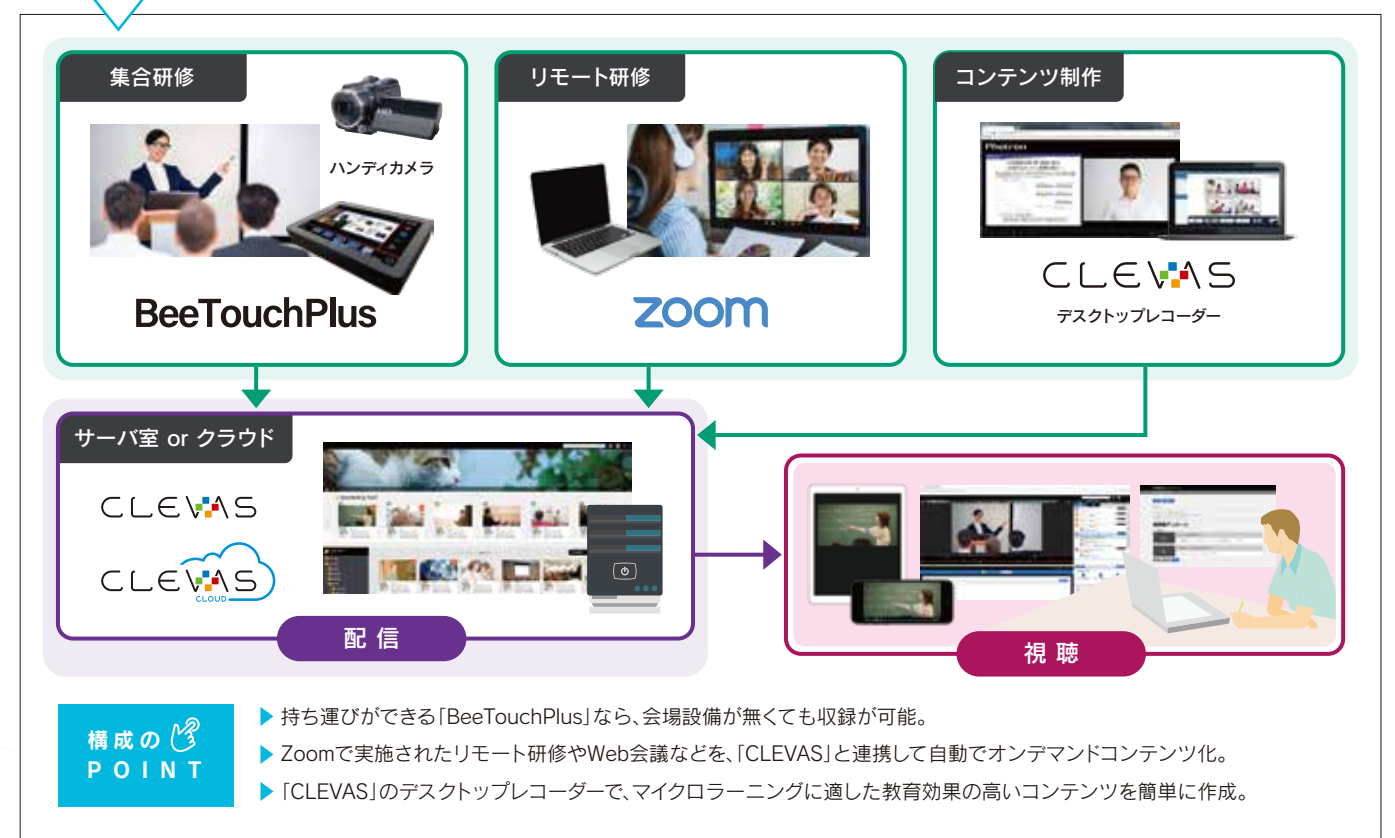 集合研修
ハンディカメラ
BeeTouchPlus
リモート研修
zoom
コンテンツ制作
Photron
CLEVAS
デスクトップレコーダー
サーバ室 or クラウド
CLEVAS
CLEVAS
CLOUD
配信
視聴
構成の
POINT
▶ 持ち運びができる「BeeTouchPlus」なら、会場設備が無くても収録が可能。
▶ Zoomで実施されたリモート研修やWeb会議などを、「CLEVAS」と連携して自動でオンデマンドコンテンツ化。
▶ 「CLEVAS」のデスクトップレコーダーで、マイクロラーニングに適した教育効果の高いコンテンツを簡単に作成。